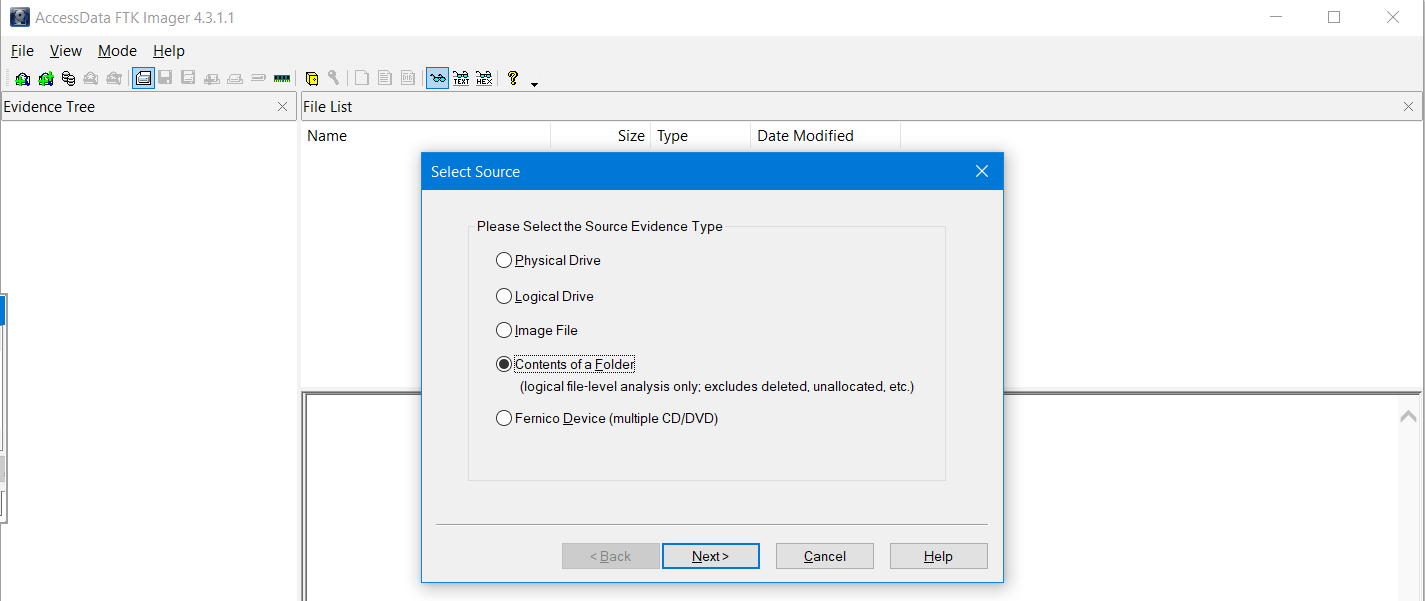 AccessData FTK Imager 4.3.1.1
File View Mode Help
TEXT HEX ?
Evidence Tree
File List
Name Size Type Date Modified
Select Source
Please Select the Source Evidence Type
Physical Drive
Logical Drive
Image File
Contents of a Folder
(logical file-level analysis only; excludes deleted, unallocated, etc.)
Fernico Device (multiple CD/DVD)
< Back Next > Cancel Help